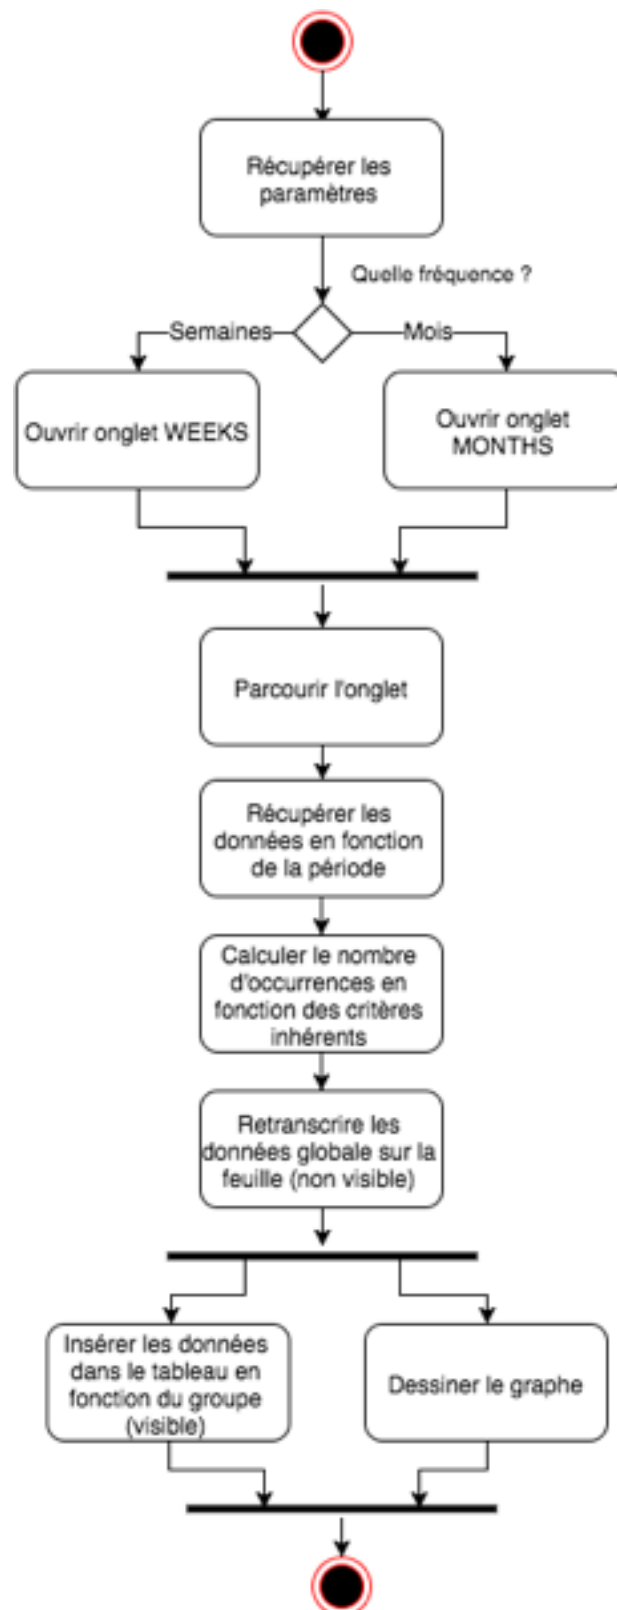 Récupérer les
paramètres
Quelle fréquence ?
Semaines
Mois
Ouvrir onglet WEEKS
Ouvrir onglet
MONTHS
Parcourir l'onglet
Récupérer les
données en fonction
de la période
Calculer le nombre
d'occurrences en
fonction des critères
inhérents
Retranscrire les
données globale sur la
feuille (non visible)
Insérer les données
dans le tableau en
fonction du groupe
(visible)
Dessiner le graphe